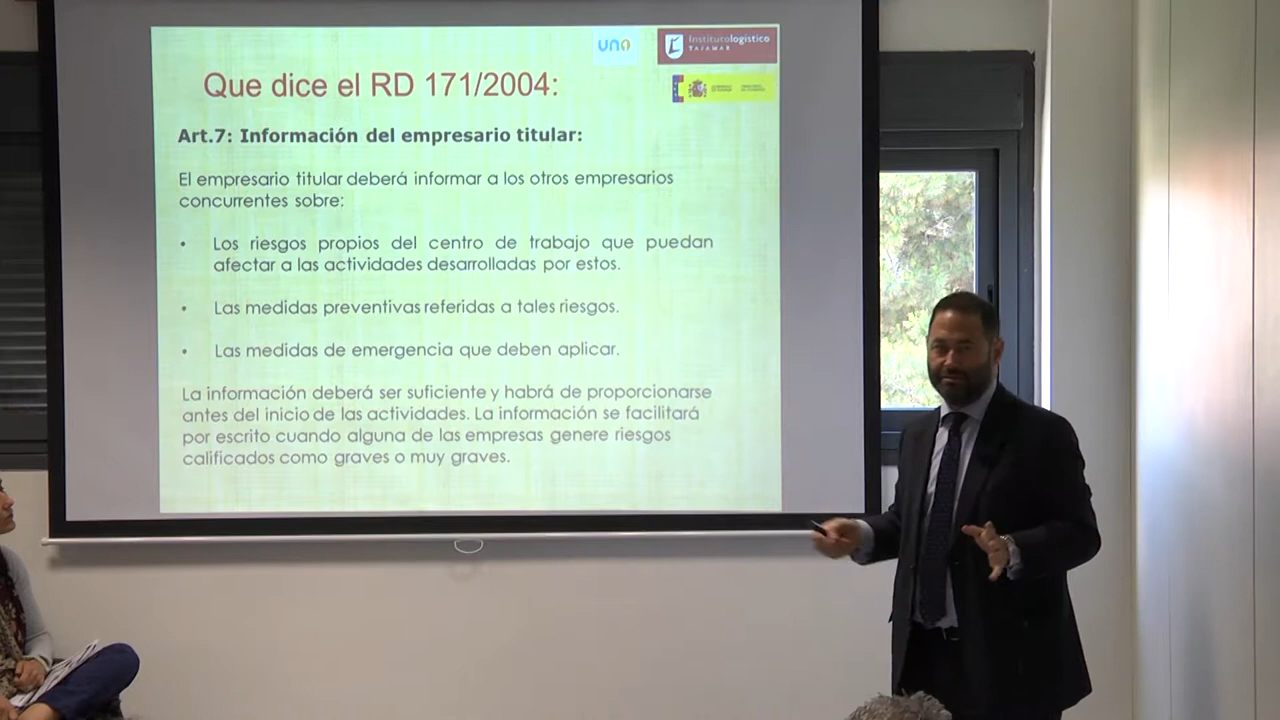 uno
Institutologístico
TAJAMAR
Que dice el RD 171/2004:
Art.7: Información del empresario titular:
El empresario titular deberá informar a los otros empresarios
concurrentes sobre:
• Los riesgos propios del centro de trabajo que puedan
afectar a las actividades desarrolladas por estos.
• Las medidas preventivas referidas a tales riesgos.
• Las medidas de emergencia que deben aplicar.
La información deberá ser suficiente y habrá de proporcionarse
antes del inicio de las actividades. La información se facilitará
por escrito cuando alguna de las empresas genere riesgos
calificados como graves o muy graves.